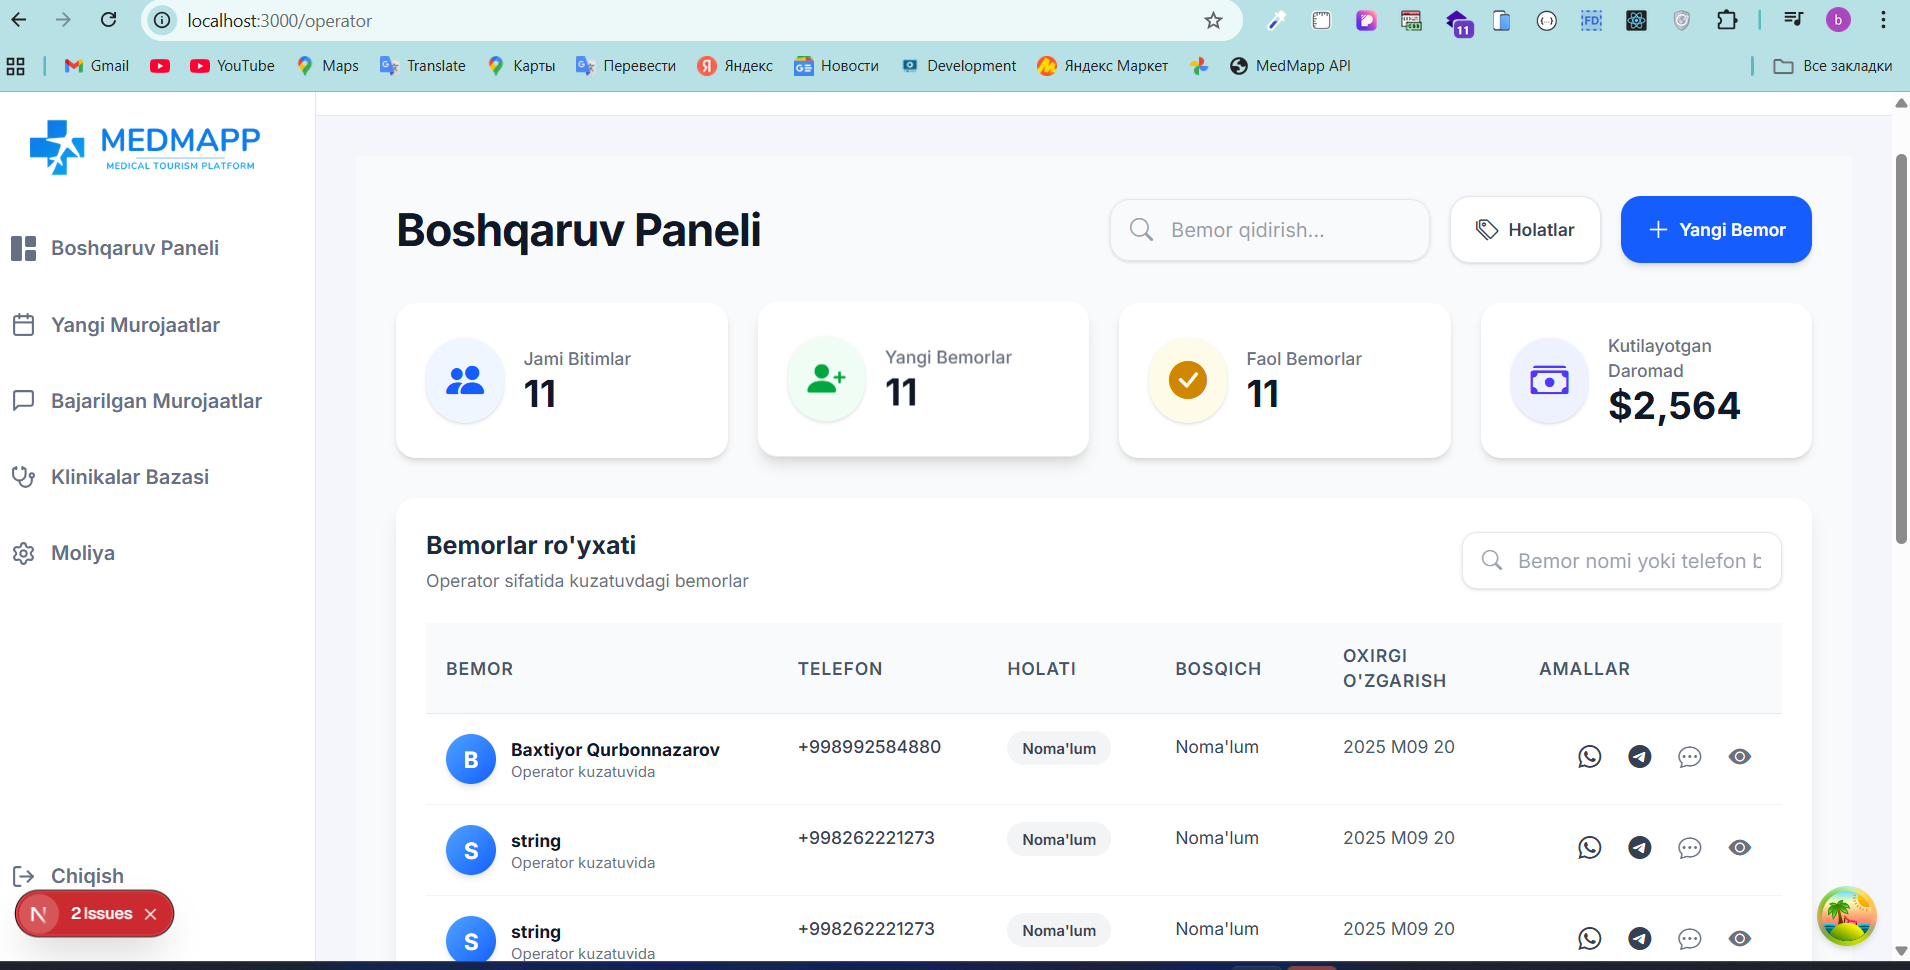 localhost:3000/operator
11
b
Gmail
YouTube
Maps
Translate
Карты
Перевести
Яндекс
Новости
Development
Яндекс Маркет
MedMapp API
Все закладки
MEDMAPP
MEDICAL TOURISM PLATFORM
Boshqaruv Paneli
Yangi Murojaatlar
Bajarilgan Murojaatlar
Klinikalar Bazasi
Moliya
Chiqish
N 2 Issues
Boshqaruv Paneli
Bemor qidirish...
Holatlar
Yangi Bemor
Jami Bitimlar
11
Yangi Bemorlar
11
Faol Bemorlar
11
Kutilayotgan
Daromad
$2,564
Bemorlar ro'yxati
Operator sifatida kuzatuvdagi bemorlar
Bemor nomi yoki telefon b
BEMOR TELEFON HOLATI BOSQICH OXIRGI O'ZGARISH AMALLAR
B Baxtiyor Qurbonnazarov +998992584880 Noma'lum Noma'lum 2025 M09 20
Operator kuzatuvida
S string +998262221273 Noma'lum Noma'lum 2025 M09 20
Operator kuzatuvida
S string +998262221273 Noma'lum Noma'lum 2025 M09 20
Operator kuzatuvida